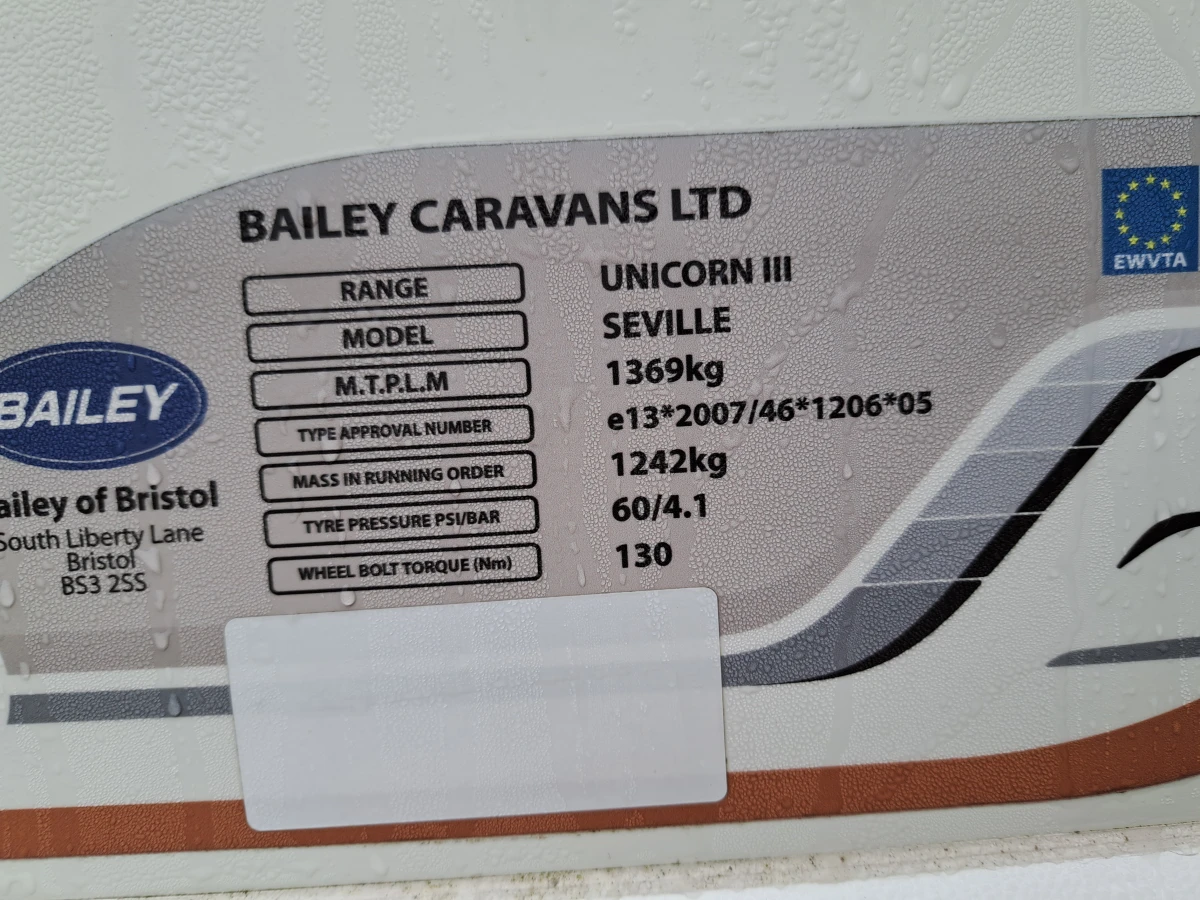 BAILEY CARAVANS LTD
EWVTA
RANGE UNICORN III
MODEL SEVILLE
M.T.P.L.M 1369kg
TYPE APPROVAL NUMBER e13*2007/46*1206*05
MASS IN RUNNING ORDER 1242kg
TYRE PRESSURE PSI/BAR 60/4.1
WHEEL BOLT TORQUE (Nm) 130
BAILEY
ailey of Bristol
South Liberty Lane
Bristol
BS3 2SS